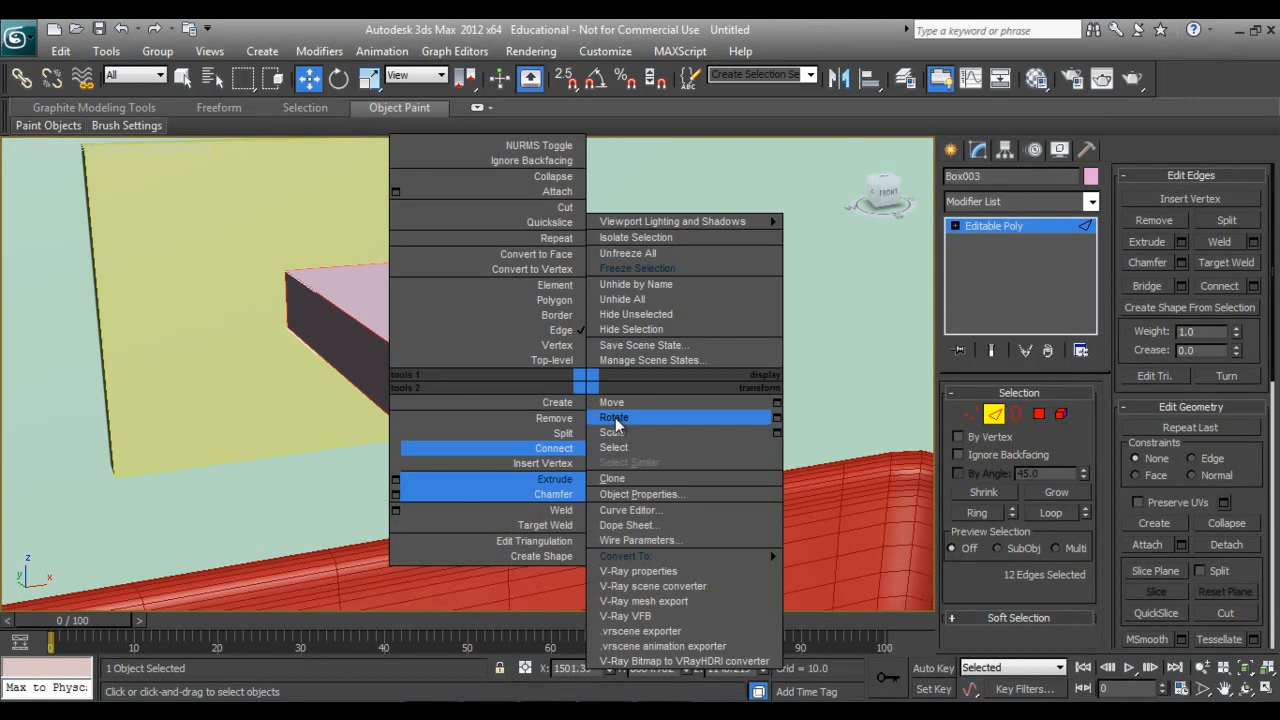 Autodesk 3ds Max 2012 x64 Educational - Not for Commercial Use Untitled
Type a keyword or phrase
Edit Tools Group Views Create Modifiers Animation Graph Editors Rendering Customize MAXScript Help
All View 2.5 Create Selection Se
Graphite Modeling Tools Freeform Selection Object Paint
Paint Objects Brush Settings
NURMS Toggle
Ignore Backfacing
Collapse
Attach
Cut
Quickslice
Repeat
Convert to Face
Convert to Vertex
Element
Polygon
Border
Edge
Vertex
Top-level
tools 1
tools 2
Create
Remove
Split
Connect
Insert Vertex
Extrude
Chamfer
Weld
Target Weld
Edit Triangulation
Create Shape
Viewport Lighting and Shadows
Isolate Selection
Unfreeze All
Freeze Selection
Unhide by Name
Unhide All
Hide Unselected
Hide Selection
Save Scene State...
Manage Scene States...
display
transform
Move
Rotate
Select
Select Similar
Clone
Object Properties...
Curve Editor...
Dope Sheet...
Wire Parameters...
Convert To:
V-Ray properties
V-Ray scene converter
V-Ray mesh export
V-Ray VFB
.vrscene exporter
.vrscene animation exporter
V-Ray Bitmap to VRayHDRI converter
FRONT
z
x
Box003
Modifier List
Editable Poly
Selection
By Vertex
Ignore Backfacing
By Angle: 45.0
Shrink Grow
Ring Loop
Preview Selection
Off SubObj Multi
12 Edges Selected
Soft Selection
Edit Edges
Insert Vertex
Remove Split
Extrude Weld
Chamfer Target Weld
Bridge Connect
Create Shape From Selection
Weight: 1.0
Crease: 0.0
Edit Tri. Turn
Edit Geometry
Repeat Last
Constraints
None Edge
Face Normal
Preserve UVs
Create Collapse
Attach Detach
Slice Plane Split
Slice Reset Plane
QuickSlice Cut
MSmooth Tessellate
0 / 100
0 10 20 30 40 80 90 100
1 Object Selected X: 1501.3 Grid = 10.0 Auto Key Selected
Max to Physc Click or click-and-drag to select objects Add Time Tag Set Key Key Filters... 0